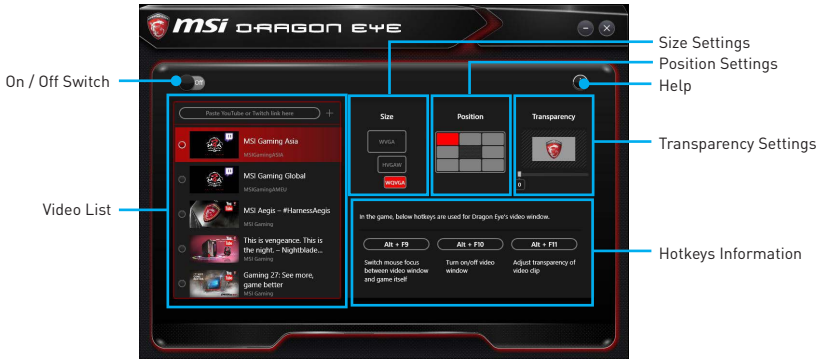 msi DRAGON EYE
Size Settings
Position Settings
Help
On / Off Switch
Off
Paste YouTube or Twitch link here +
Size
Position
Transparency
WVGA
HVGAW
WQVGA
0
Transparency Settings
MSI Gaming Asia
MSIGamingASIA
MSI Gaming Global
MSIGamingAMEU
Video List
MSI Aegis – #HarnessAegis
MSI Gaming
This is vengeance. This is
the night. – Nightblade...
MSI Gaming
Gaming 27: See more,
game better
MSI Gaming
In the game, below hotkeys are used for Dragon Eye's video window.
Alt + F9
Alt + F10
Alt + F11
Switch mouse focus
between video window
and game itself
Turn on/off video
window
Adjust transparency of
video clip
Hotkeys Information